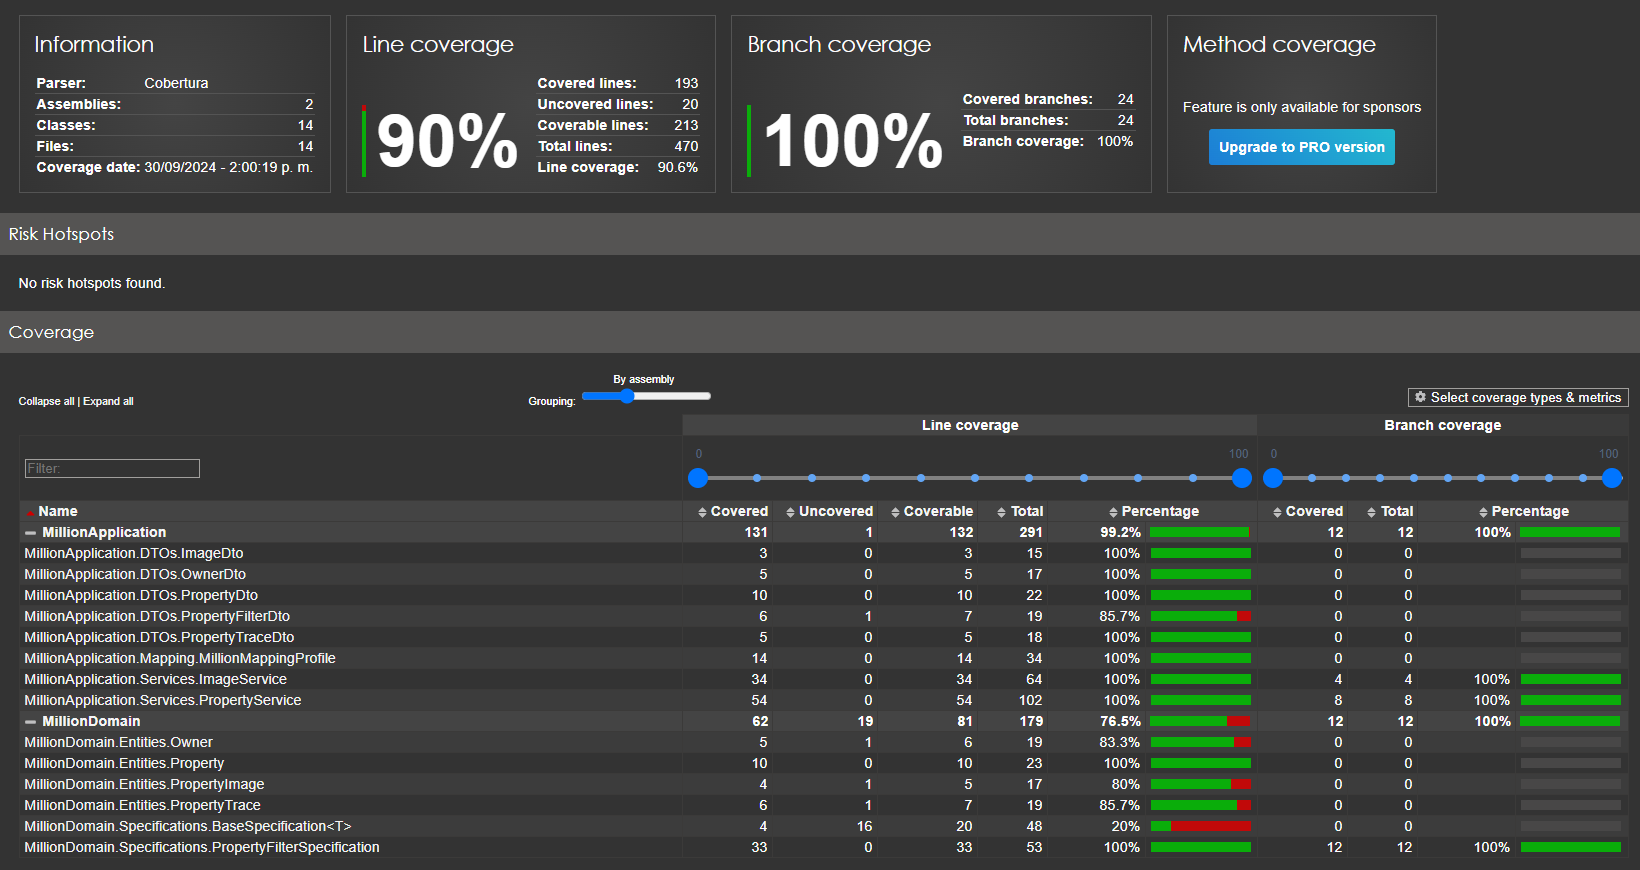 Information
Parser: Cobertura
Assemblies: 2
Classes: 14
Files: 14
Coverage date: 30/09/2024 - 2:00:19 p. m.
Line coverage
90%
Covered lines: 193
Uncovered lines: 20
Coverable lines: 213
Total lines: 470
Line coverage: 90.6%
Branch coverage
100%
Covered branches: 24
Total branches: 24
Branch coverage: 100%
Method coverage
Feature is only available for sponsors
Upgrade to PRO version
Risk Hotspots
No risk hotspots found.
Coverage
Collapse all | Expand all
Grouping: By assembly
Select coverage types & metrics
Line coverage Branch coverage
Filter: 0 100 0 100
Name Covered Uncovered Coverable Total Percentage Covered Total Percentage
MillionApplication 131 1 132 291 99.2% 12 12 100%
MillionApplication.DTOs.ImageDto 3 0 3 15 100% 0 0
MillionApplication.DTOs.OwnerDto 5 0 5 17 100% 0 0
MillionApplication.DTOs.PropertyDto 10 0 10 22 100% 0 0
MillionApplication.DTOs.PropertyFilterDto 6 1 7 19 85.7% 0 0
MillionApplication.DTOs.PropertyTraceDto 5 0 5 18 100% 0 0
MillionApplication.Mapping.MillionMappingProfile 14 0 14 34 100% 0 0
MillionApplication.Services.ImageService 34 0 34 64 100% 4 4 100%
MillionApplication.Services.PropertyService 54 0 54 102 100% 8 8 100%
MillionDomain 62 19 81 179 76.5% 12 12 100%
MillionDomain.Entities.Owner 5 1 6 19 83.3% 0 0
MillionDomain.Entities.Property 10 0 10 23 100% 0 0
MillionDomain.Entities.PropertyImage 4 1 5 17 80% 0 0
MillionDomain.Entities.PropertyTrace 6 1 7 19 85.7% 0 0
MillionDomain.Specifications.BaseSpecification<T> 4 16 20 48 20% 0 0
MillionDomain.Specifications.PropertyFilterSpecification 33 0 33 53 100% 12 12 100%